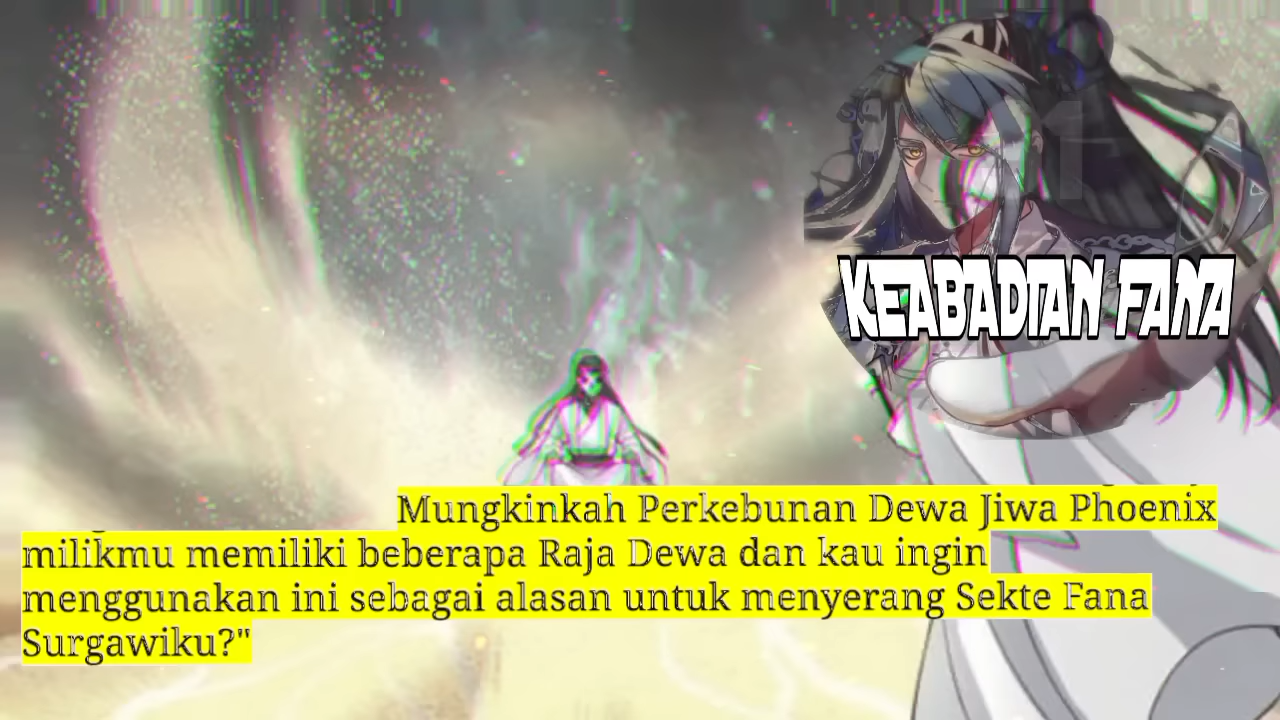 KEABADIAN FANA
Mungkinkah Perkebunan Dewa Jiwa Phoenix
milikmu memiliki beberapa Raja Dewa dan kau ingin
menggunakan ini sebagai alasan untuk menyerang Sekte Fana
Surgawiku?"